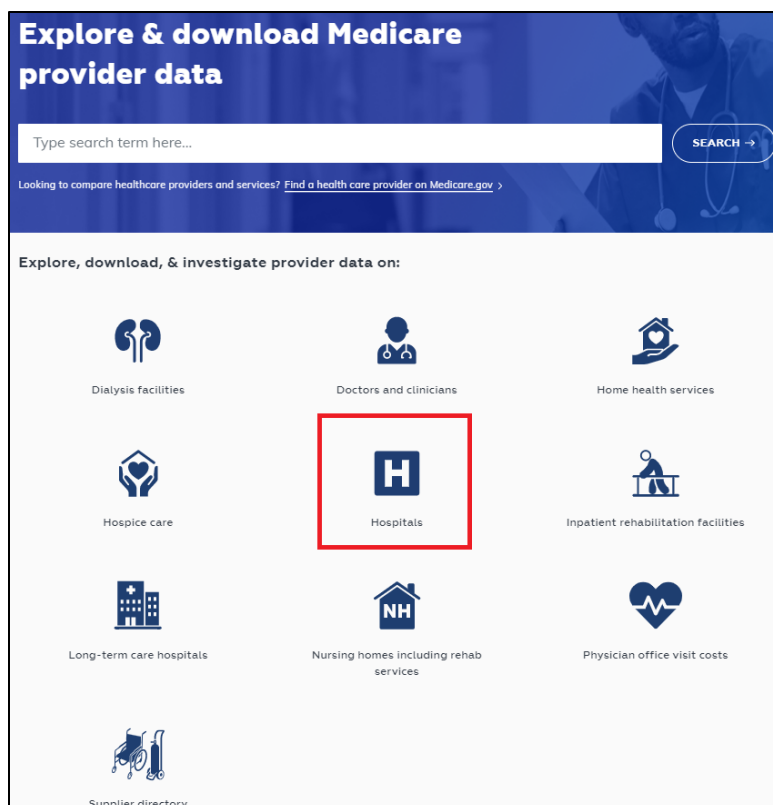 Explore & download Medicare
provider data
Type search term here...
SEARCH →
Looking to compare healthcare providers and services? Find a health care provider on Medicare.gov >
Explore, download, & investigate provider data on:
Dialysis facilities
Doctors and clinicians
Home health services
Hospice care
H
Hospitals
Inpatient rehabilitation facilities
Long-term care hospitals
NH
Nursing homes including rehab
services
Physician office visit costs
Supplier directory